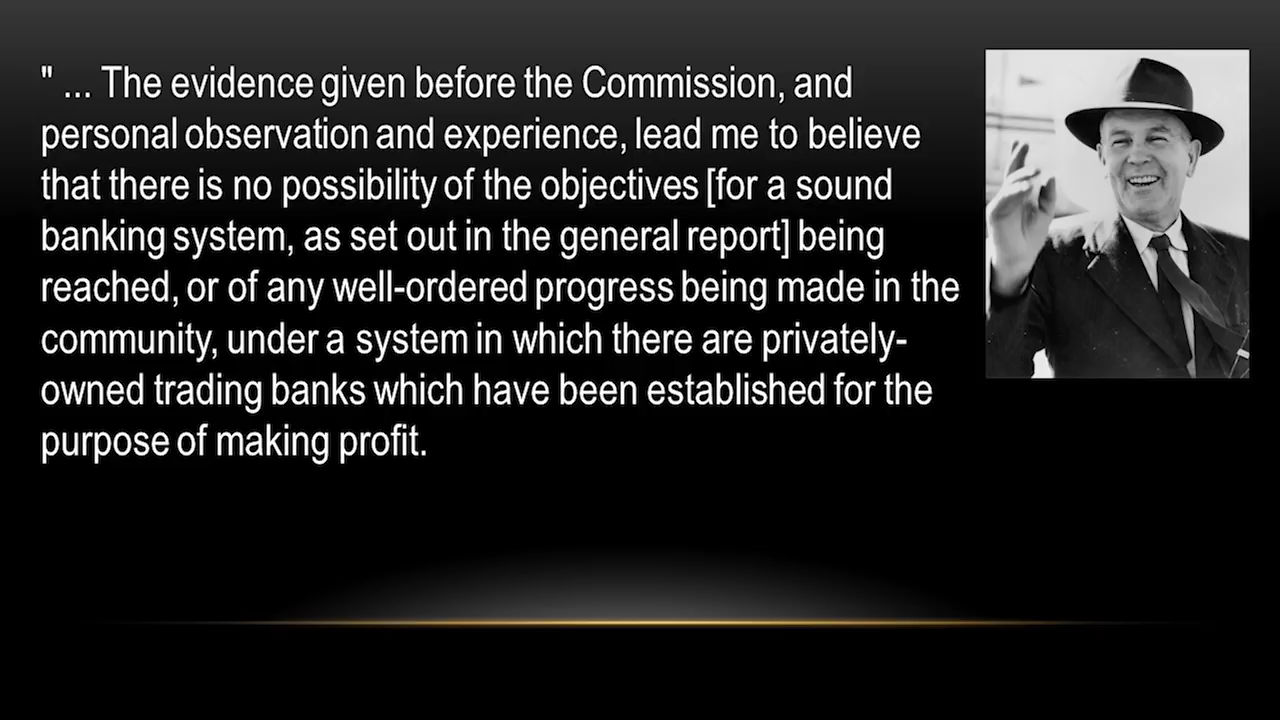 " ... The evidence given before the Commission, and
personal observation and experience, lead me to believe
that there is no possibility of the objectives [for a sound
banking system, as set out in the general report] being
reached, or of any well-ordered progress being made in the
community, under a system in which there are privately-
owned trading banks which have been established for the
purpose of making profit.